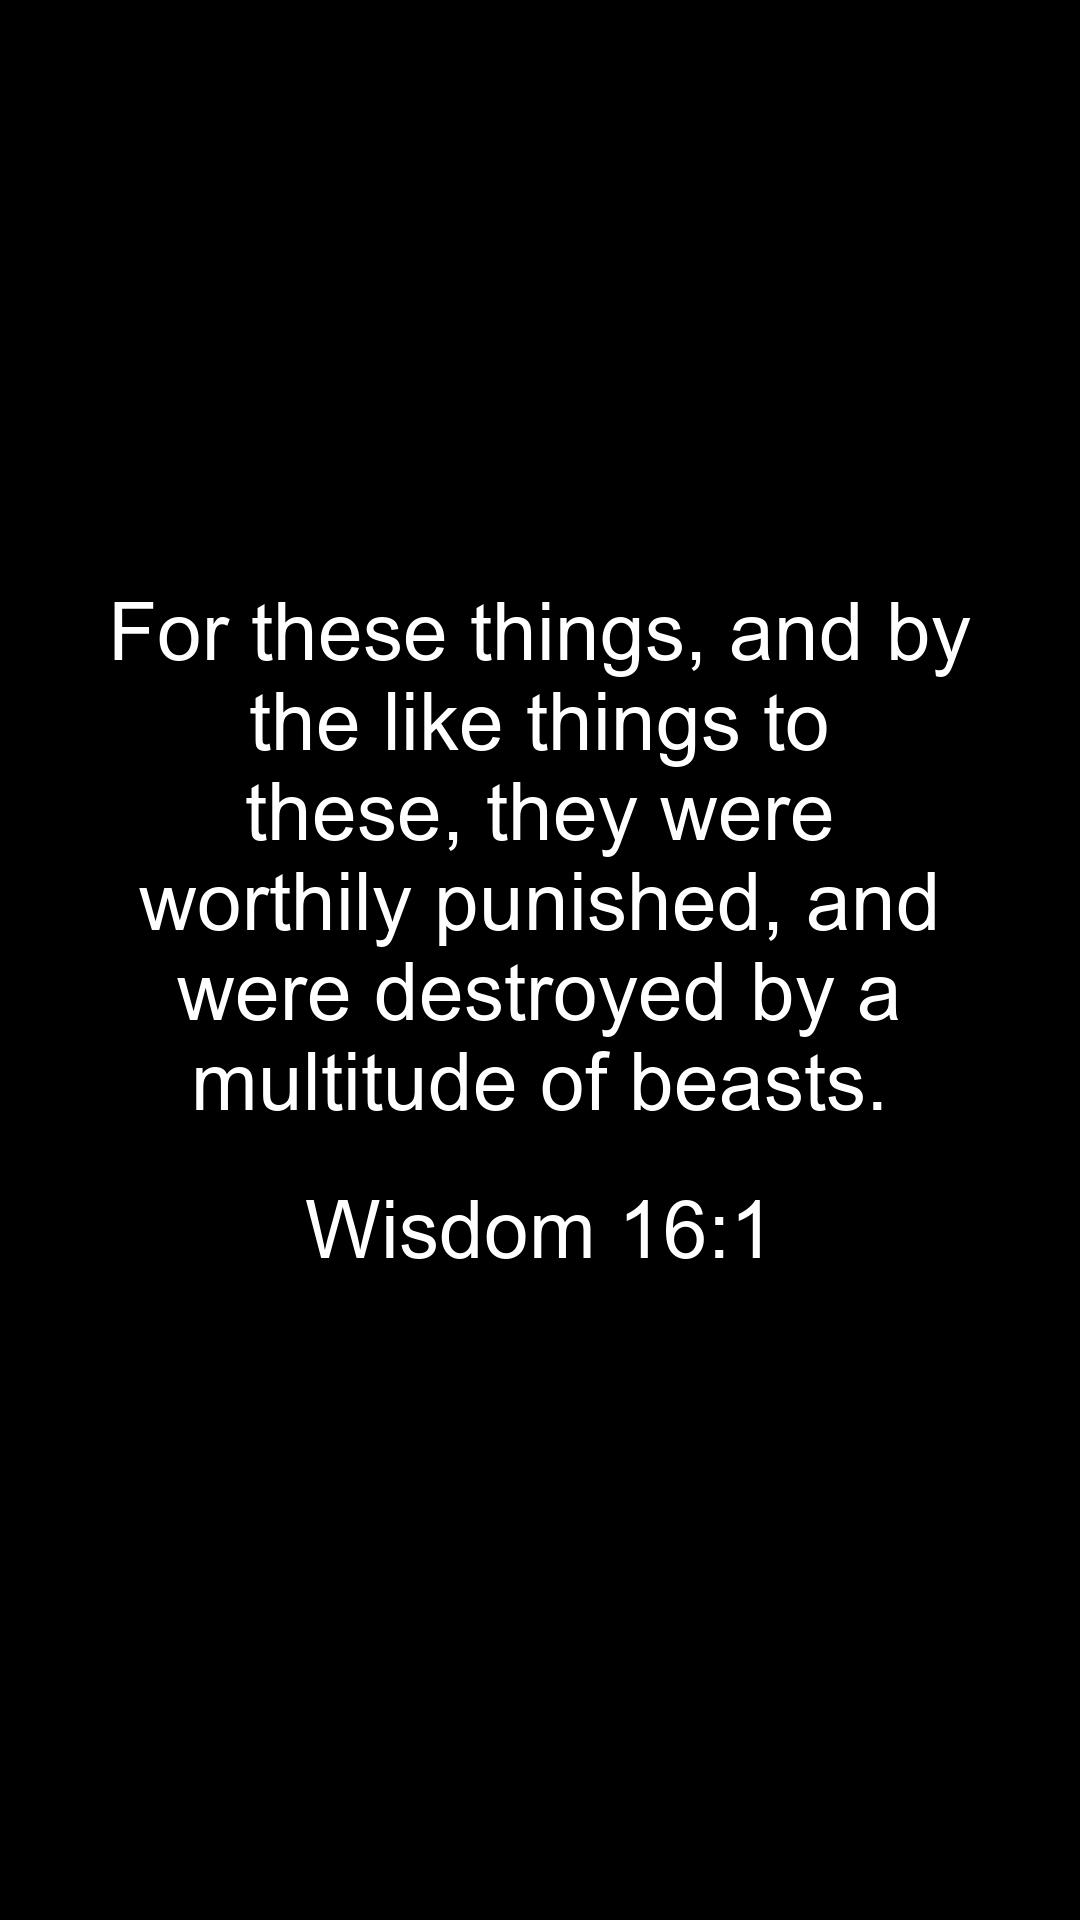 For these things, and by
the like things to
these, they were
worthily punished, and
were destroyed by a
multitude of beasts.
Wisdom 16:1